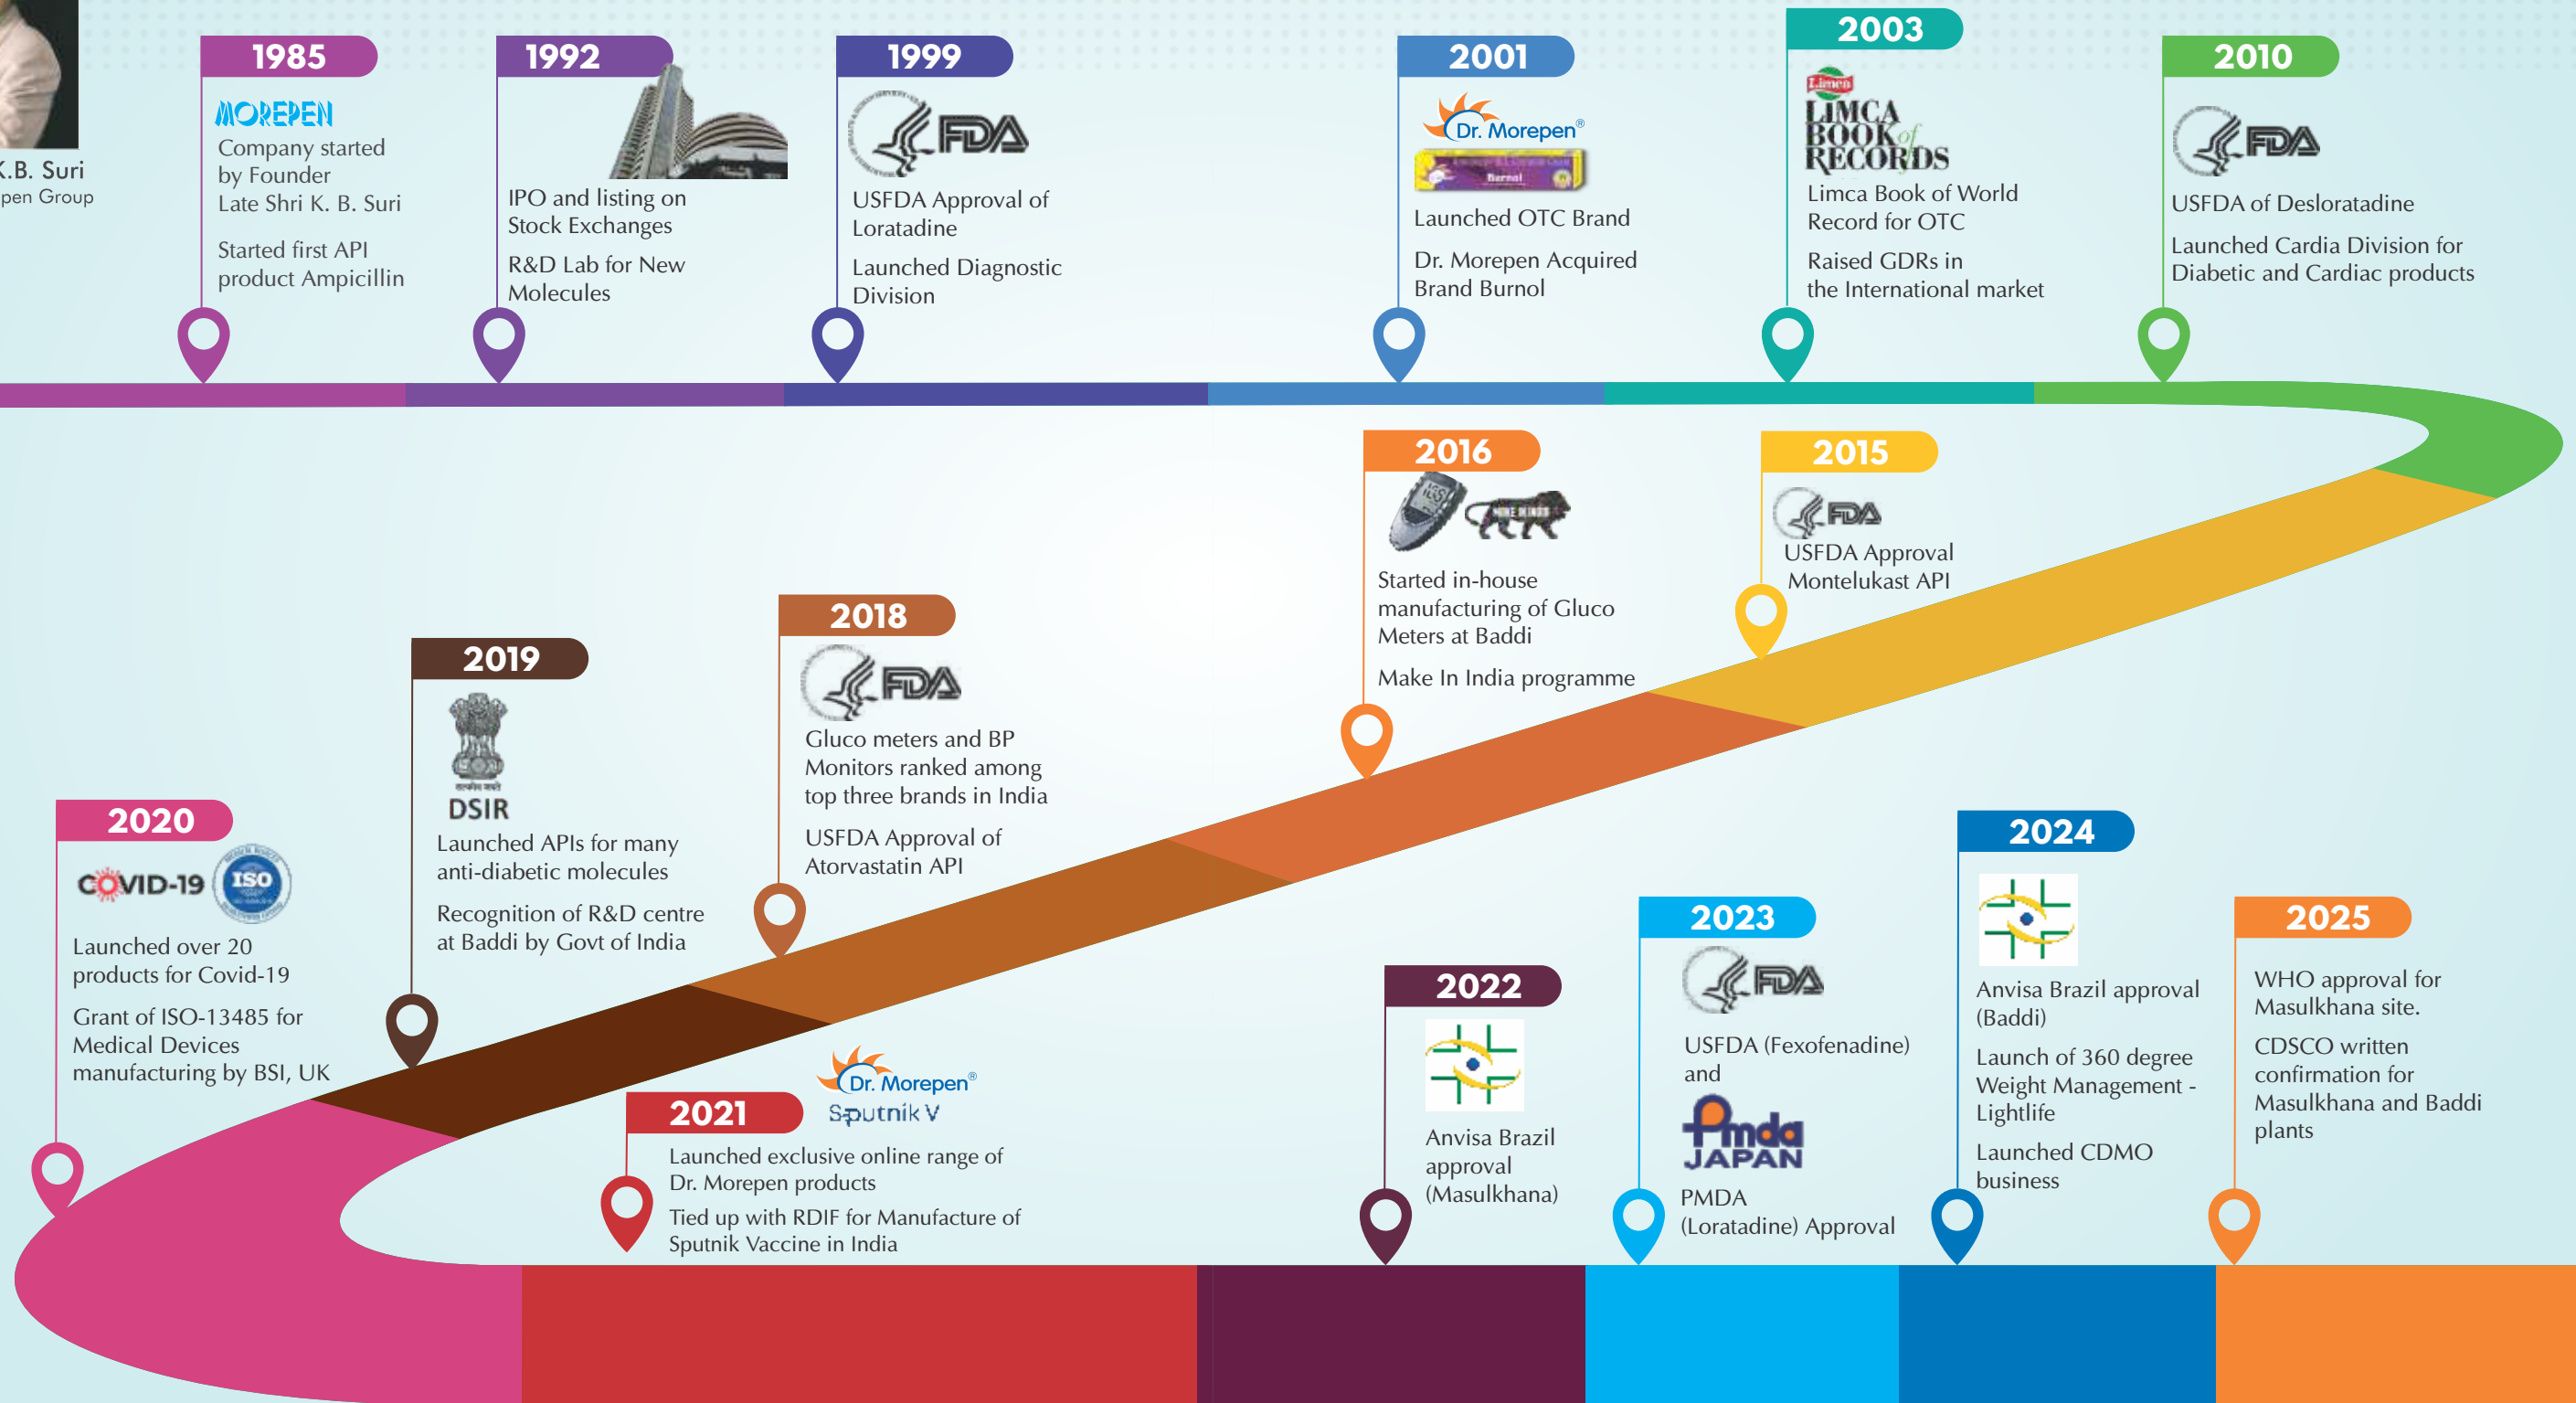 K.B. Suri
pen Group
1985
MOREPEN
Company started
by Founder
Late Shri K. B. Suri
Started first API
product Ampicillin
1992
IPO and listing on
Stock Exchanges
R&D Lab for New
Molecules
1999
FDA
USFDA Approval of
Loratadine
Launched Diagnostic
Division
2001
Dr. Morepen®
Burnol
Launched OTC Brand
Dr. Morepen Acquired
Brand Burnol
2003
Limca
LIMCA
BOOK of
RECORDS
Limca Book of World
Record for OTC
Raised GDRs in
the International market
2010
FDA
USFDA of Desloratadine
Launched Cardia Division for
Diabetic and Cardiac products
2015
FDA
USFDA Approval
Montelukast API
2016
MAKE IN INDIA
Started in-house
manufacturing of Gluco
Meters at Baddi
Make In India programme
2018
FDA
Gluco meters and BP
Monitors ranked among
top three brands in India
USFDA Approval of
Atorvastatin API
2019
सत्यमेव जयते
DSIR
Launched APIs for many
anti-diabetic molecules
Recognition of R&D centre
at Baddi by Govt of India
2020
COVID-19
ISO
Launched over 20
products for Covid-19
Grant of ISO-13485 for
Medical Devices
manufacturing by BSI, UK
2021
Dr. Morepen®
Sputnik V
Launched exclusive online range of
Dr. Morepen products
Tied up with RDIF for Manufacture of
Sputnik Vaccine in India
2022
Anvisa Brazil
approval
(Masulkhana)
2023
FDA
USFDA (Fexofenadine)
and
Pmda
JAPAN
PMDA
(Loratadine) Approval
2024
Anvisa Brazil approval
(Baddi)
Launch of 360 degree
Weight Management -
Lightlife
Launched CDMO
business
2025
WHO approval for
Masulkhana site.
CDSCO written
confirmation for
Masulkhana and Baddi
plants